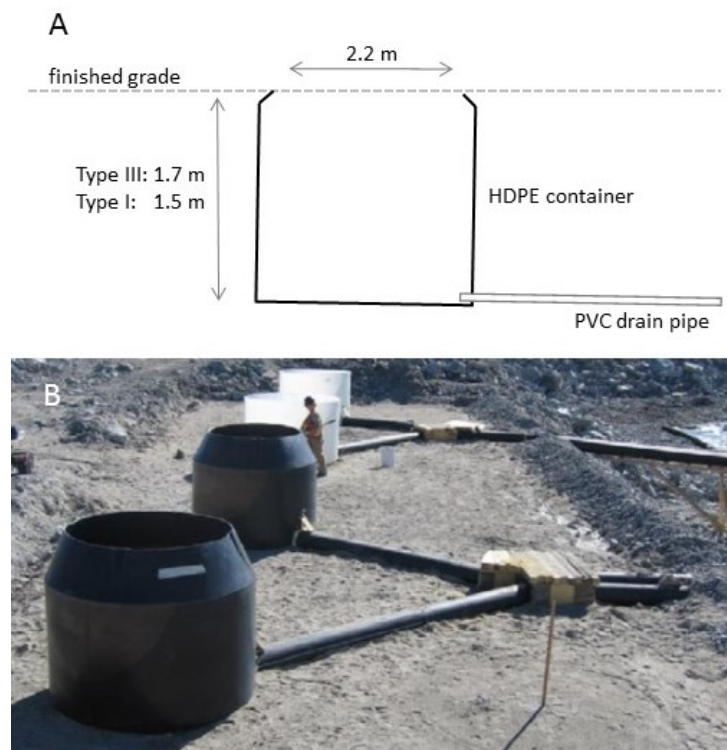 A
2.2 m
finished grade
Type III: 1.7 m
Type I: 1.5 m
HDPE container
PVC drain pipe
B